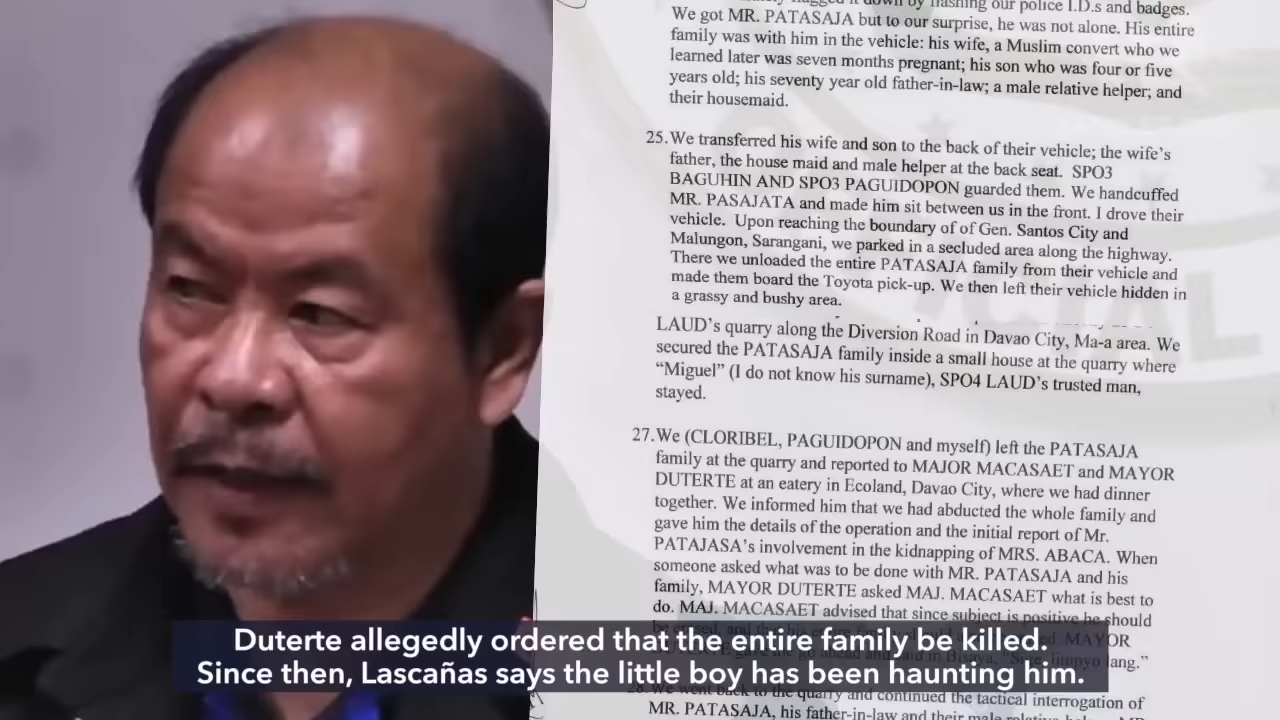 flashing our police I.D.s and badges.
We got MR. PATASAJA but to our surprise, he was not alone. His entire
family was with him in the vehicle: his wife, a Muslim convert who we
learned later was seven months pregnant; his son who was four or five
years old; his seventy year old father-in-law; a male relative helper; and
their housemaid.
25. We transferred his wife and son to the back of their vehicle; the wife's
father, the house maid and male helper at the back seat. SPO3
BAGUHIN AND SPO3 PAGUIDOPON guarded them. We handcuffed
MR. PASAJATA and made him sit between us in the front. I drove their
vehicle. Upon reaching the boundary of of Gen. Santos City and
Malungon, Sarangani, we parked in a secluded area along the highway.
There we unloaded the entire PATASAJA family from their vehicle and
made them board the Toyota pick-up. We then left their vehicle hidden in
a grassy and bushy area.
LAUD's quarry along the Diversion Road in Davao City, Ma-a area. We
secured the PATASAJA family inside a small house at the quarry where
"Miguel" (I do not know his surname), SPO4 LAUD's trusted man,
stayed.
27. We (CLORIBEL, PAGUIDOPON and myself) left the PATASAJA
family at the quarry and reported to MAJOR MACASAET and MAYOR
DUTERTE at an eatery in Ecoland, Davao City, where we had dinner
together. We informed him that we had abducted the whole family and
gave him the details of the operation and the initial report of Mr.
PATAJASA's involvement in the kidnapping of MRS. ABACA. When
someone asked what was to be done with MR. PATASAJA and his
family, MAYOR DUTERTE asked MAJ. MACASAET what is best to
do. MAJ. MACASAET advised that since subject is positive he should
MAYOR
lang."
Duterte allegedly ordered that the entire family be killed.
Since then, Lascañas says the little boy has been haunting him.
28. We went back to the quarry and continued the tactical interrogation of
MR. PATASAJA, his father-in-law and their male relative